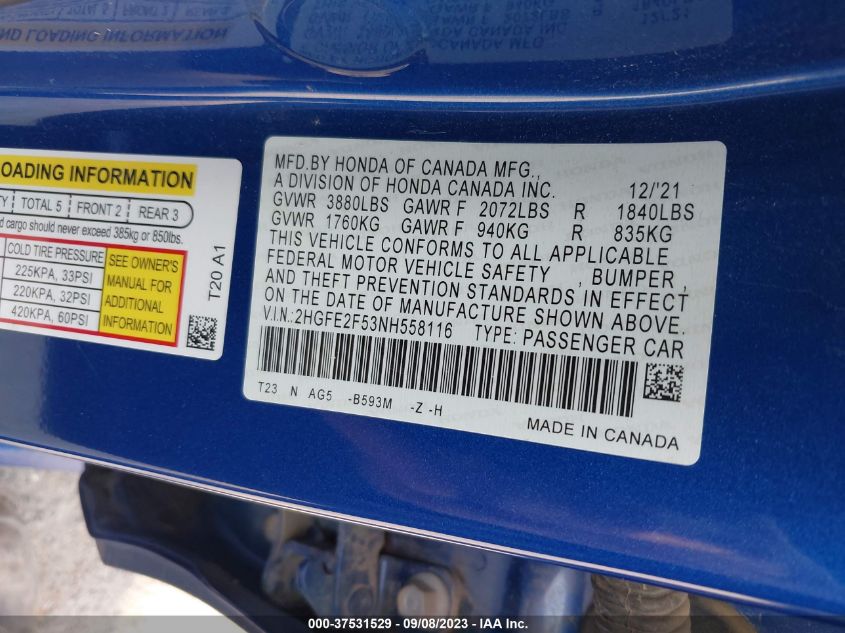 OADING INFORMATION
TY TOTAL 5 FRONT 2 REAR 3
d cargo should never exceed 385kg or 850lbs.
COLD TIRE PRESSURE
225KPA, 33PSI
220KPA, 32PSI
420KPA, 60PSI
SEE OWNER'S
MANUAL FOR
ADDITIONAL
INFORMATION
T20 A1
MFD.BY HONDA OF CANADA MFG.,
A DIVISION OF HONDA CANADA INC. 12/'21
GVWR 3880LBS GAWR F 2072LBS R 1840LBS
GVWR 1760KG GAWR F 940KG R 835KG
THIS VEHICLE CONFORMS TO ALL APPLICABLE
FEDERAL MOTOR VEHICLE SAFETY , BUMPER ,
AND THEFT PREVENTION STANDARDS IN EFFECT
ON THE DATE OF MANUFACTURE SHOWN ABOVE.
V.I.N.:2HGFE2F53NH558116 TYPE: PASSENGER CAR
T23 N AG5 -B593M -Z -H
MADE IN CANADA
000-37531529 - 09/08/2023 - IAA Inc.